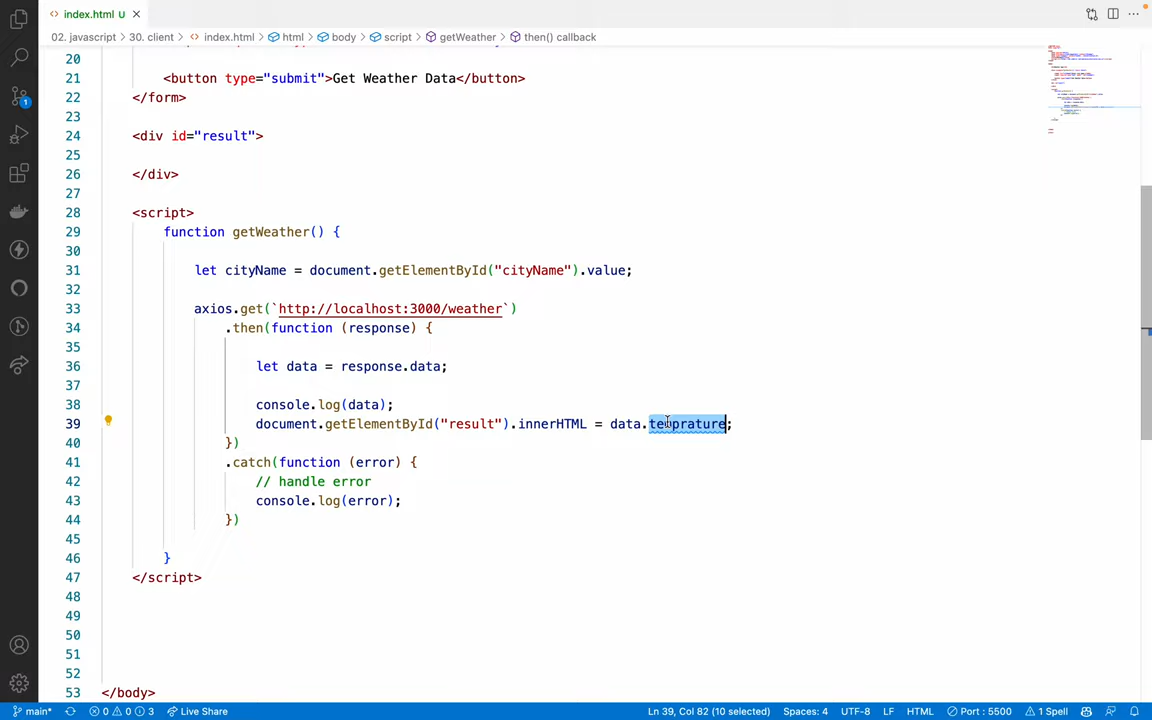 index.html U
02. javascript > 30. client > index.html > html > body > script > getWeather > then() callback
20
21 <button type="submit">Get Weather Data</button>
22 </form>
23
24 <div id="result">
25
26 </div>
27
28 <script>
29 function getWeather() {
30
31 let cityName = document.getElementById("cityName").value;
32
33 axios.get(`http://localhost:3000/weather`)
34 .then(function (response) {
35
36 let data = response.data;
37
38 console.log(data);
39 document.getElementById("result").innerHTML = data.temprature;
40 })
41 .catch(function (error) {
42 // handle error
43 console.log(error);
44 })
45
46 }
47 </script>
48
49
50
51
52
53 </body>
1
main* 0 0 3 Live Share Ln 39, Col 82 (10 selected) Spaces: 4 UTF-8 LF HTML Port : 5500 1 Spell